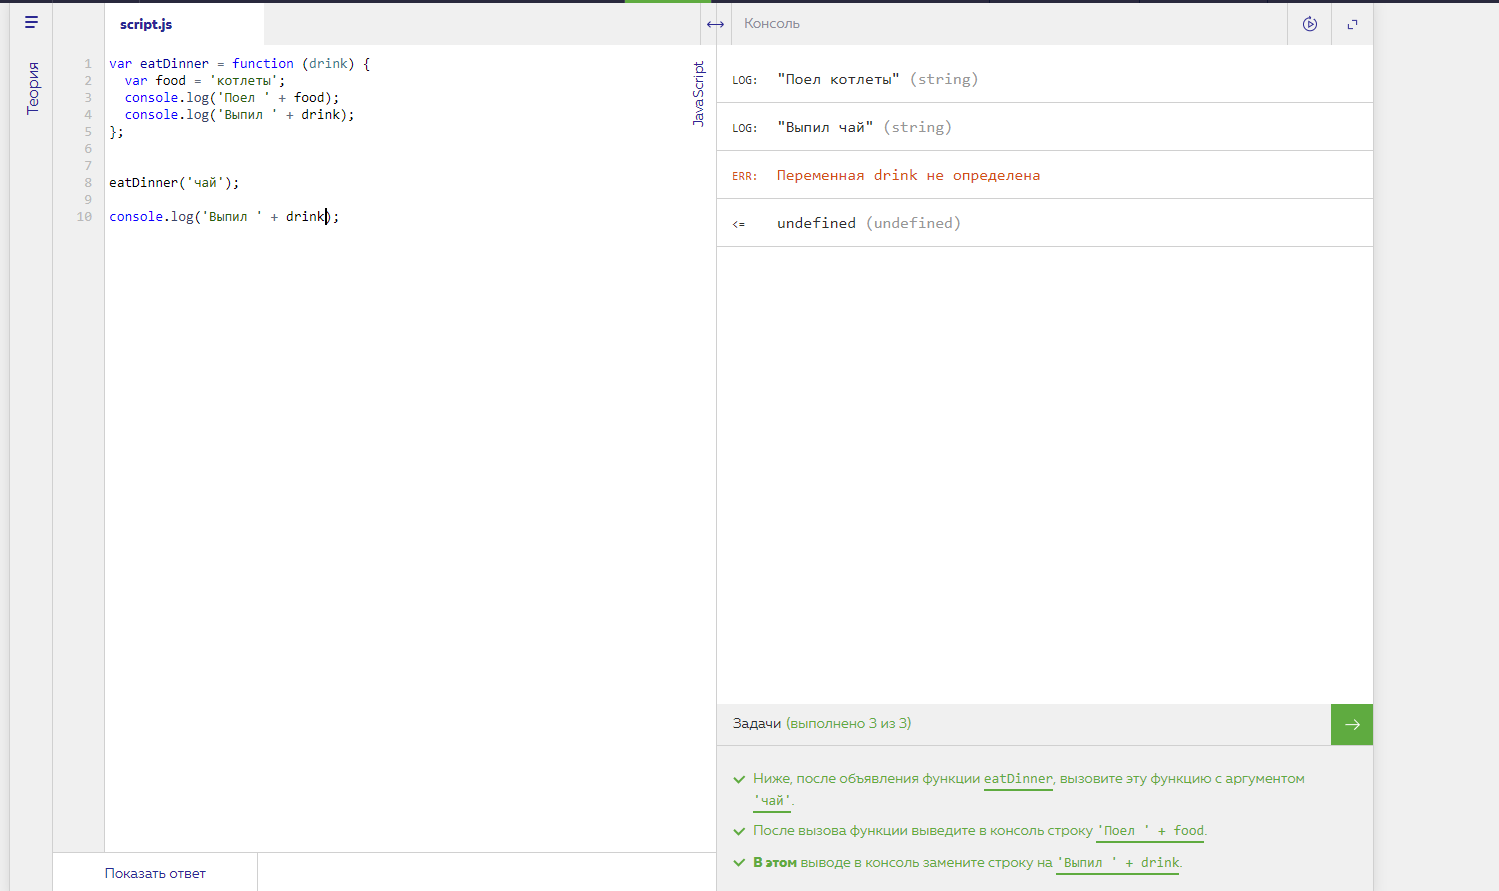 script.js
Консоль
Теория
JavaScript
1 var eatDinner = function (drink) {
2 var food = 'котлеты';
3 console.log('Поел ' + food);
4 console.log('Выпил ' + drink);
5 };
6
7
8 eatDinner('чай');
9
10 console.log('Выпил ' + drink);
LOG: "Поел котлеты" (string)
LOG: "Выпил чай" (string)
ERR: Переменная drink не определена
<= undefined (undefined)
Задачи (выполнено 3 из 3)
Ниже, после объявления функции eatDinner, вызовите эту функцию с аргументом
'чай'.
После вызова функции выведите в консоль строку 'Поел ' + food.
В этом выводе в консоль замените строку на 'Выпил ' + drink.
Показать ответ